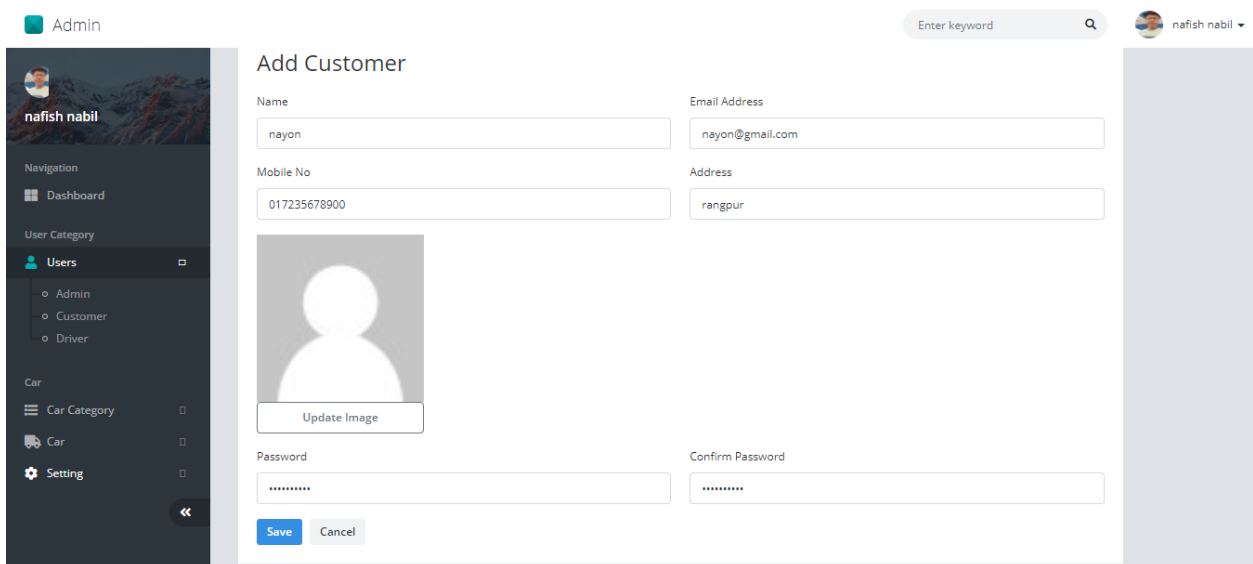 Admin
Enter keyword
nafish nabil
nafish nabil
Navigation
Dashboard
User Category
Users
Admin
Customer
Driver
Car
Car Category
Car
Setting
Add Customer
Name Email Address
nayon nayon@gmail.com
Mobile No Address
017235678900 rangpur
Update Image
Password Confirm Password
•••••••••• ••••••••••
Save Cancel